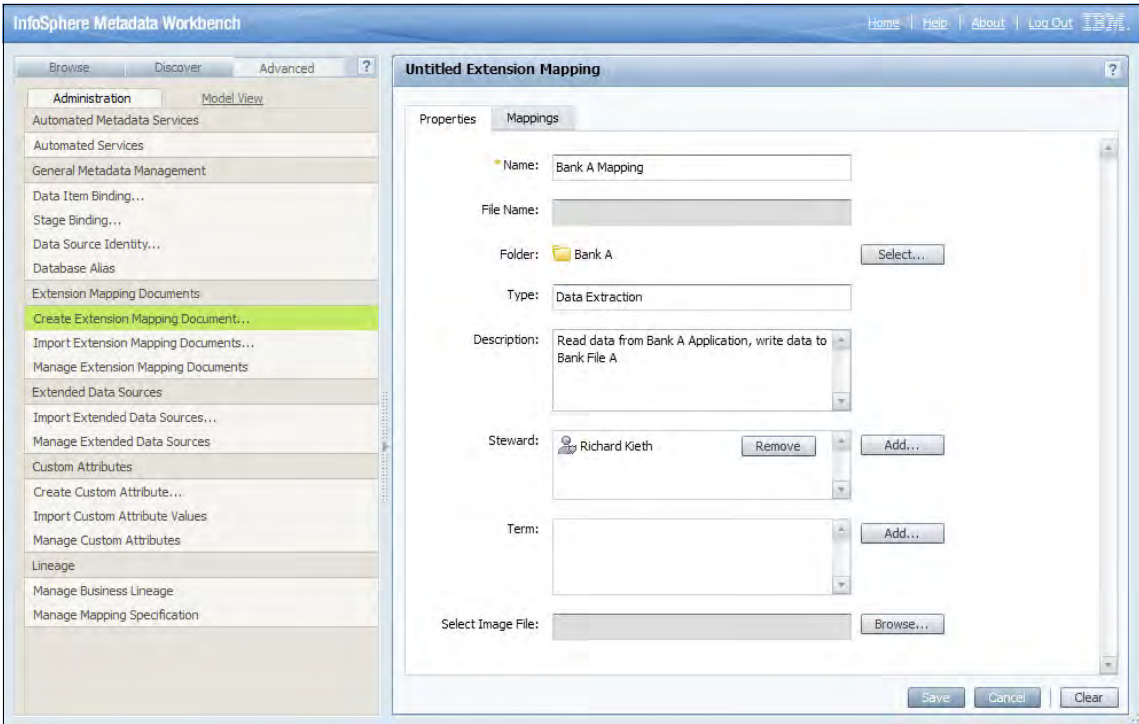 InfoSphere Metadata Workbench
Home | Help | About | Log Out IBM.
Browse Discover Advanced ?
Administration Model View
Automated Metadata Services
Automated Services
General Metadata Management
Data Item Binding...
Stage Binding...
Data Source Identity...
Database Alias
Extension Mapping Documents
Create Extension Mapping Document...
Import Extension Mapping Documents...
Manage Extension Mapping Documents
Extended Data Sources
Import Extended Data Sources...
Manage Extended Data Sources
Custom Attributes
Create Custom Attribute...
Import Custom Attribute Values
Manage Custom Attributes
Lineage
Manage Business Lineage
Manage Mapping Specification
Untitled Extension Mapping ?
Properties Mappings
*Name: Bank A Mapping
File Name:
Folder: Bank A Select...
Type: Data Extraction
Description: Read data from Bank A Application, write data to
Bank File A
Steward: Richard Kieth Remove Add...
Term: Add...
Select Image File: Browse...
Save Cancel | Clear